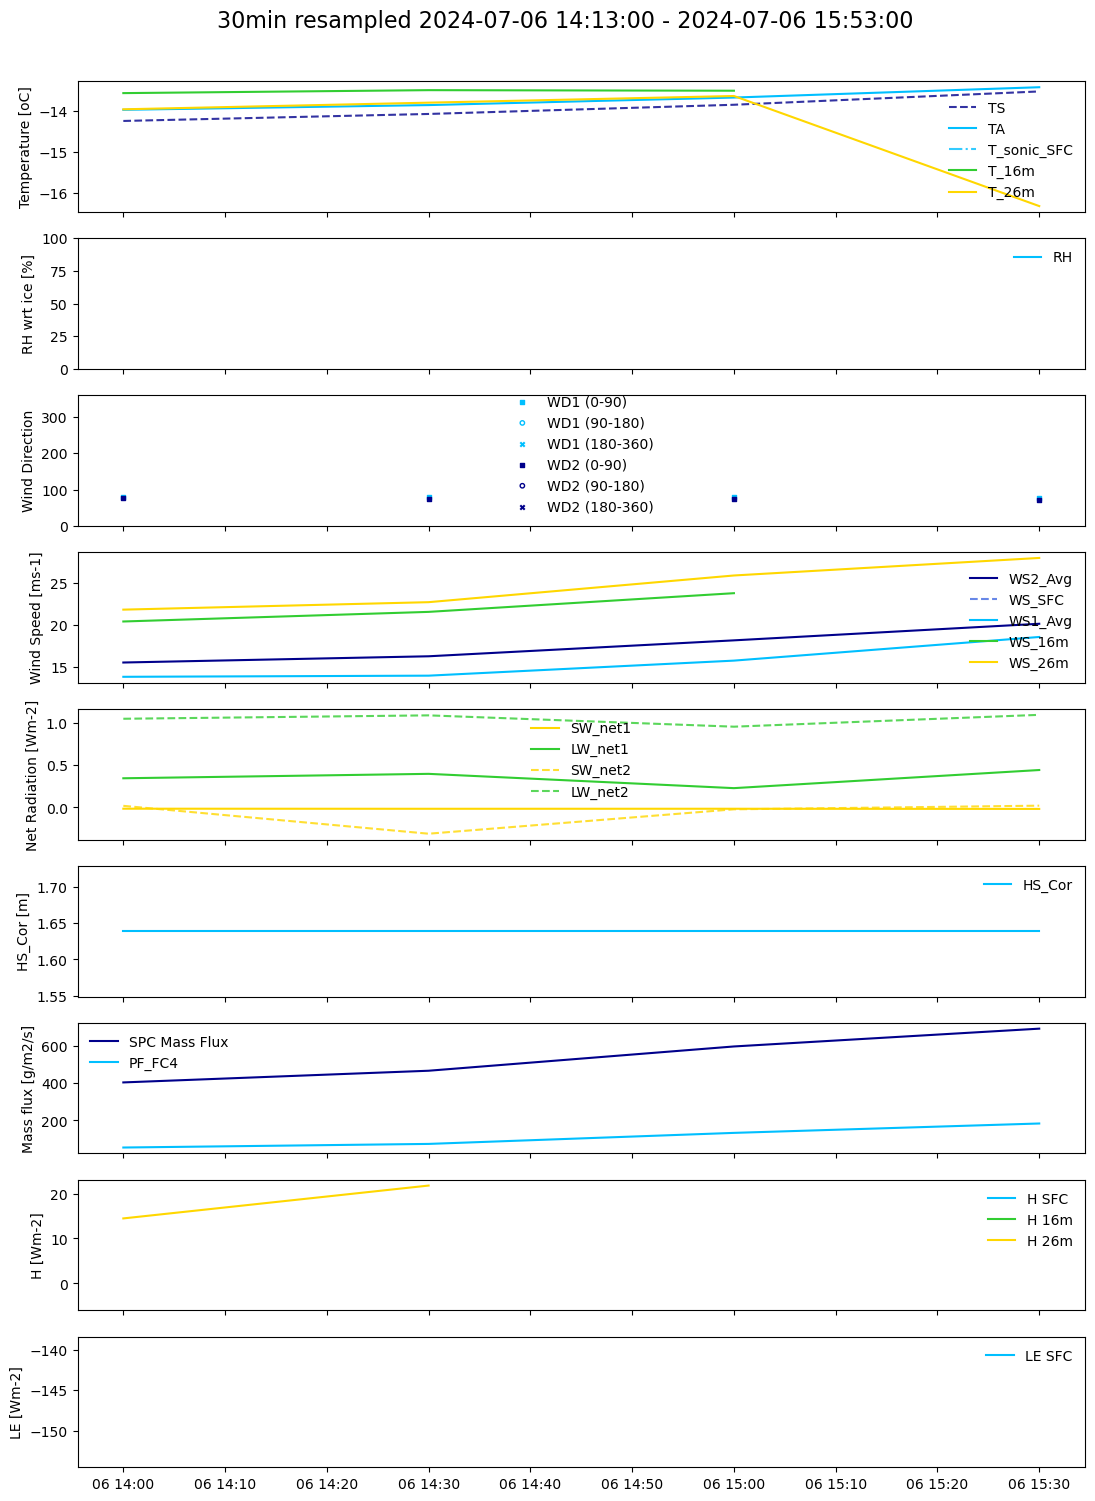 30min resampled 2024-07-06 14:13:00 - 2024-07-06 15:53:00
Temperature [oC]
−14
−15
−16
TS
TA
T_sonic_SFC
T_16m
T_26m
RH wrt ice [%]
100
75
50
25
0
RH
Wind Direction
300
200
100
0
WD1 (0-90)
WD1 (90-180)
WD1 (180-360)
WD2 (0-90)
WD2 (90-180)
WD2 (180-360)
Wind Speed [ms-1]
25
20
15
WS2_Avg
WS_SFC
WS1_Avg
WS_16m
WS_26m
Net Radiation [Wm-2]
1.0
0.5
0.0
SW_net1
LW_net1
SW_net2
LW_net2
HS_Cor [m]
1.70
1.65
1.60
1.55
HS_Cor
Mass flux [g/m2/s]
600
400
200
SPC Mass Flux
PF_FC4
H [Wm-2]
20
10
0
H SFC
H 16m
H 26m
LE [Wm-2]
−140
−145
−150
LE SFC
06 14:00 06 14:10 06 14:20 06 14:30 06 14:40 06 14:50 06 15:00 06 15:10 06 15:20 06 15:30